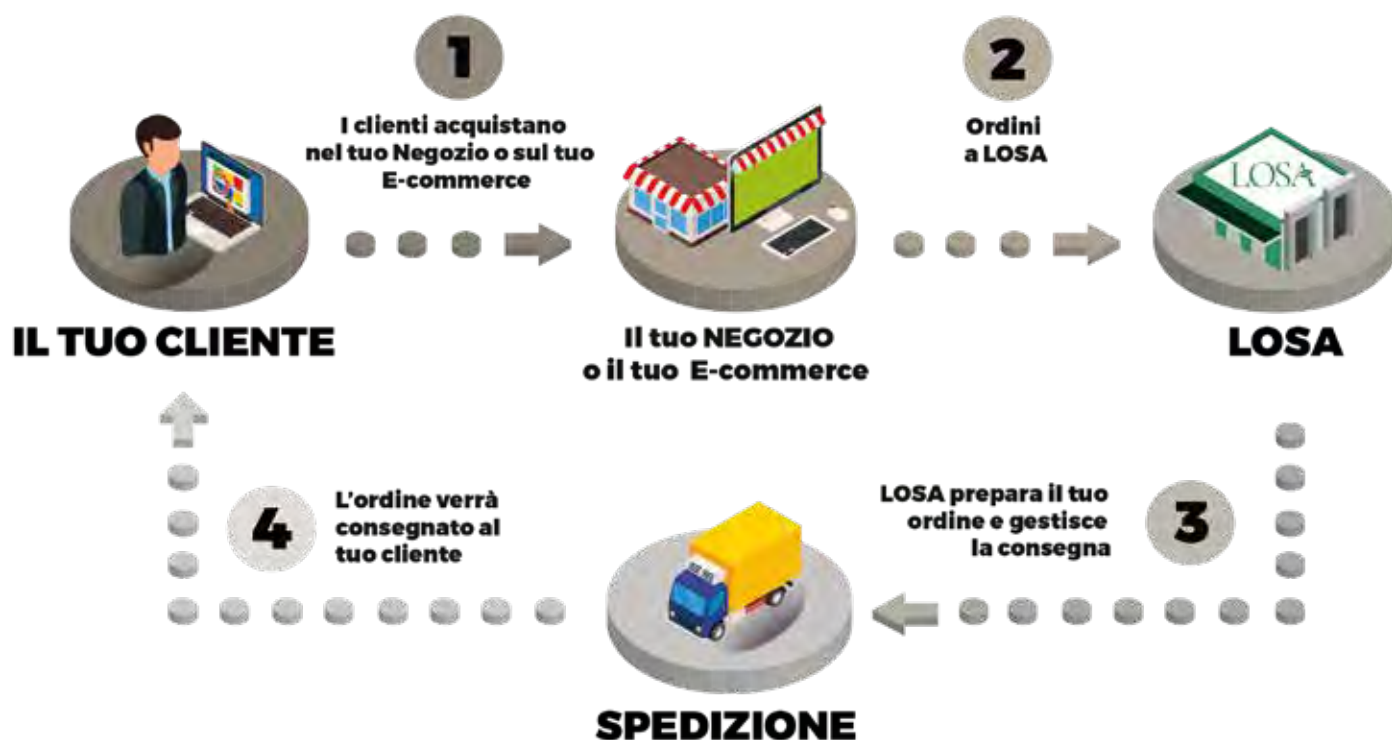 1
I clienti acquistano
nel tuo Negozio o sul tuo
E-commerce
2
Ordini
a LOSA
LOSA
IL TUO CLIENTE
Il tuo NEGOZIO
o il tuo E-commerce
LOSA
4
L'ordine verrà
consegnato al
tuo cliente
LOSA prepara il tuo
ordine e gestisce
la consegna
3
SPEDIZIONE